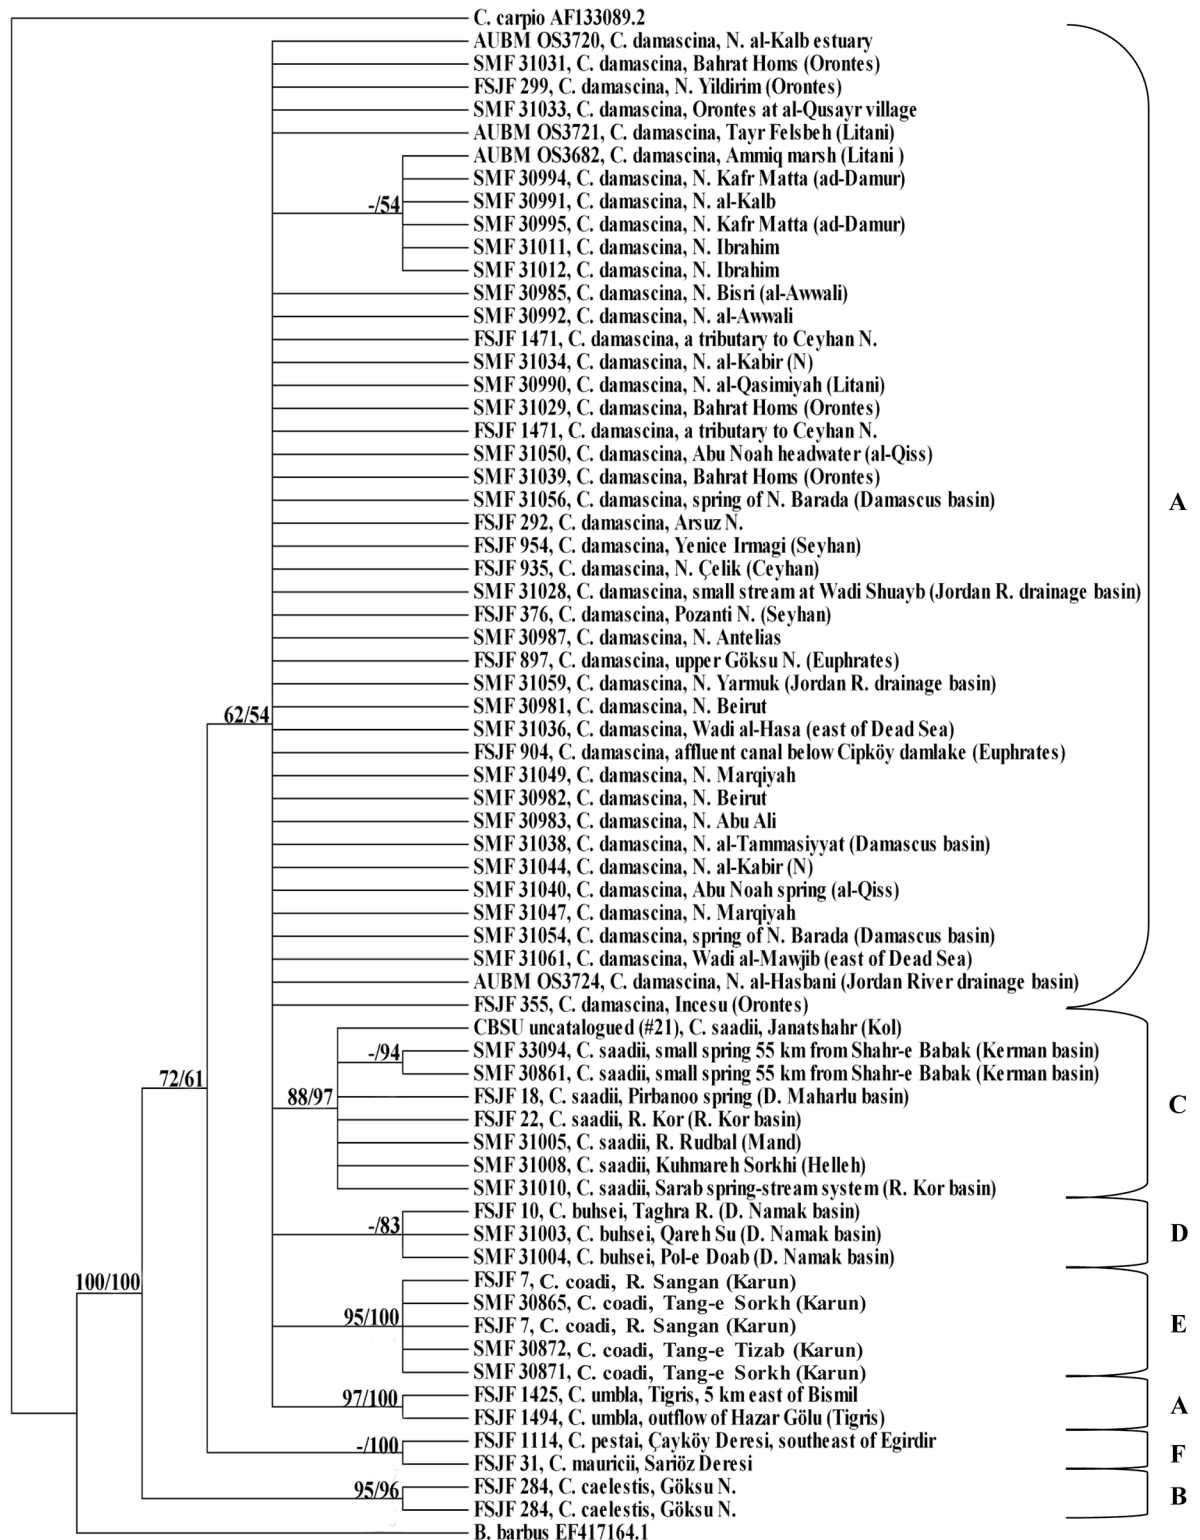 C. carpio AF133089.2
AUBM OS3720, C. damascina, N. al-Kalb estuary
SMF 31031, C. damascina, Bahrat Homs (Orontes)
FSJF 299, C. damascina, N. Yildirim (Orontes)
SMF 31033, C. damascina, Orontes at al-Qusayr village
AUBM OS3721, C. damascina, Tayr Felsbeh (Litani)
AUBM OS3682, C. damascina, Ammiq marsh (Litani )
SMF 30994, C. damascina, N. Kafr Matta (ad-Damur)
-/54
SMF 30991, C. damascina, N. al-Kalb
SMF 30995, C. damascina, N. Kafr Matta (ad-Damur)
SMF 31011, C. damascina, N. Ibrahim
SMF 31012, C. damascina, N. Ibrahim
SMF 30985, C. damascina, N. Bisri (al-Awwali)
SMF 30992, C. damascina, N. al-Awwali
FSJF 1471, C. damascina, a tributary to Ceyhan N.
SMF 31034, C. damascina, N. al-Kabir (N)
SMF 30990, C. damascina, N. al-Qasimiyah (Litani)
SMF 31029, C. damascina, Bahrat Homs (Orontes)
FSJF 1471, C. damascina, a tributary to Ceyhan N.
SMF 31050, C. damascina, Abu Noah headwater (al-Qiss)
SMF 31039, C. damascina, Bahrat Homs (Orontes)
SMF 31056, C. damascina, spring of N. Barada (Damascus basin)
A
FSJF 292, C. damascina, Arsuz N.
FSJF 954, C. damascina, Yenice Irmagi (Seyhan)
FSJF 935, C. damascina, N. Çelik (Ceyhan)
SMF 31028, C. damascina, small stream at Wadi Shuayb (Jordan R. drainage basin)
FSJF 376, C. damascina, Pozanti N. (Seyhan)
SMF 30987, C. damascina, N. Antelias
FSJF 897, C. damascina, upper Göksu N. (Euphrates)
SMF 31059, C. damascina, N. Yarmuk (Jordan R. drainage basin)
SMF 30981, C. damascina, N. Beirut
62/54
SMF 31036, C. damascina, Wadi al-Hasa (east of Dead Sea)
FSJF 904, C. damascina, affluent canal below Cipköy damlake (Euphrates)
SMF 31049, C. damascina, N. Marqiyah
SMF 30982, C. damascina, N. Beirut
SMF 30983, C. damascina, N. Abu Ali
SMF 31038, C. damascina, N. al-Tammasiyyat (Damascus basin)
SMF 31044, C. damascina, N. al-Kabir (N)
SMF 31040, C. damascina, Abu Noah spring (al-Qiss)
SMF 31047, C. damascina, N. Marqiyah
SMF 31054, C. damascina, spring of N. Barada (Damascus basin)
SMF 31061, C. damascina, Wadi al-Mawjib (east of Dead Sea)
AUBM OS3724, C. damascina, N. al-Hasbani (Jordan River drainage basin)
FSJF 355, C. damascina, Incesu (Orontes)
CBSU uncatalogued (#21), C. saadii, Janatshahr (Kol)
-/94
SMF 33094, C. saadii, small spring 55 km from Shahr-e Babak (Kerman basin)
SMF 30861, C. saadii, small spring 55 km from Shahr-e Babak (Kerman basin)
72/61
88/97
FSJF 18, C. saadii, Pirbanoo spring (D. Maharlu basin)
C
FSJF 22, C. saadii, R. Kor (R. Kor basin)
SMF 31005, C. saadii, R. Rudbal (Mand)
SMF 31008, C. saadii, Kuhmareh Sorkhi (Helleh)
SMF 31010, C. saadii, Sarab spring-stream system (R. Kor basin)
FSJF 10, C. buhsei, Taghra R. (D. Namak basin)
-/83
SMF 31003, C. buhsei, Qareh Su (D. Namak basin)
D
SMF 31004, C. buhsei, Pol-e Doab (D. Namak basin)
100/100
FSJF 7, C. coadi, R. Sangan (Karun)
SMF 30865, C. coadi, Tang-e Sorkh (Karun)
95/100
FSJF 7, C. coadi, R. Sangan (Karun)
E
SMF 30872, C. coadi, Tang-e Tizab (Karun)
SMF 30871, C. coadi, Tang-e Sorkh (Karun)
97/100
FSJF 1425, C. umbla, Tigris, 5 km east of Bismil
A
FSJF 1494, C. umbla, outflow of Hazar Gölu (Tigris)
-/100
FSJF 1114, C. pestai, Çayköy Deresi, southeast of Egirdir
F
FSJF 31, C. mauricii, Sariöz Deresi
95/96
FSJF 284, C. caelestis, Göksu N.
B
FSJF 284, C. caelestis, Göksu N.
B. barbus EF417164.1